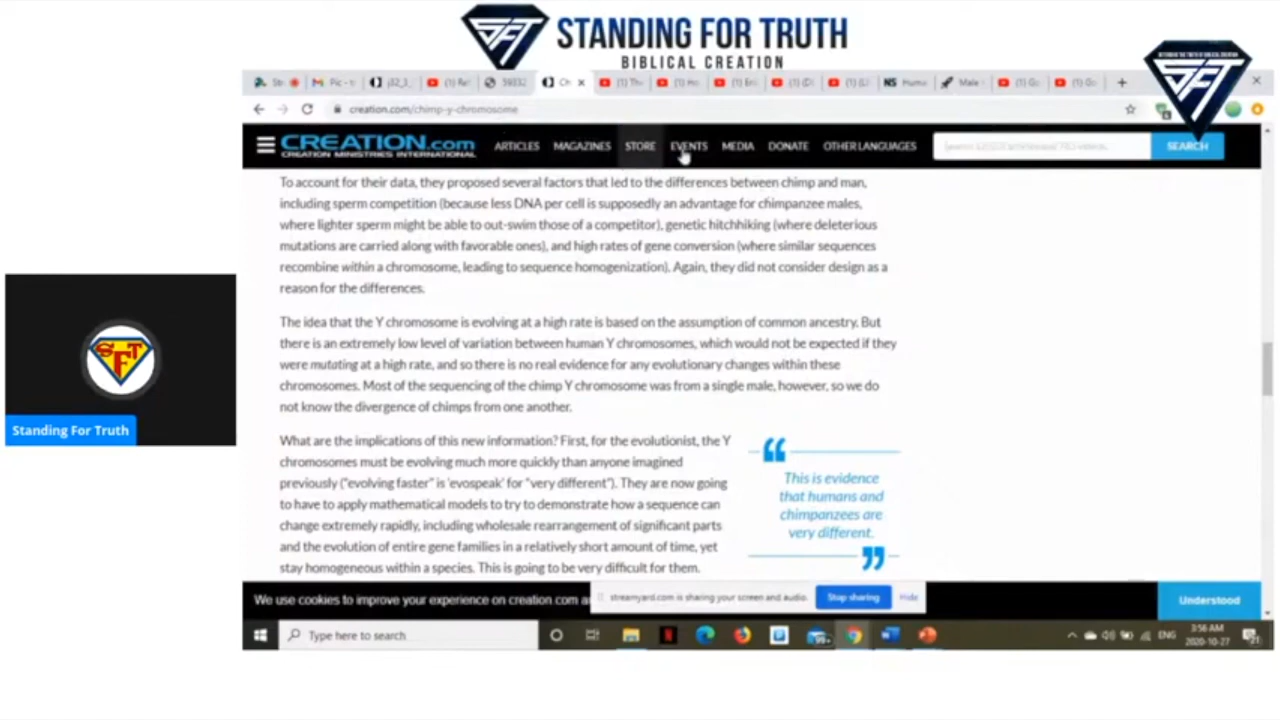 STANDING FOR TRUTH
BIBLICAL CREATION
SFT
creation.com/chimp-y-chromosome
CREATION.com
CREATION MINISTRIES INTERNATIONAL
ARTICLES MAGAZINES STORE EVENTS MEDIA DONATE OTHER LANGUAGES
SEARCH
To account for their data, they proposed several factors that led to the differences between chimp and man,
including sperm competition (because less DNA per cell is supposedly an advantage for chimpanzee males,
where lighter sperm might be able to out-swim those of a competitor), genetic hitchhiking (where deleterious
mutations are carried along with favorable ones), and high rates of gene conversion (where similar sequences
recombine within a chromosome, leading to sequence homogenization). Again, they did not consider design as a
reason for the differences.
The idea that the Y chromosome is evolving at a high rate is based on the assumption of common ancestry. But
there is an extremely low level of variation between human Y chromosomes, which would not be expected if they
were mutating at a high rate, and so there is no real evidence for any evolutionary changes within these
chromosomes. Most of the sequencing of the chimp Y chromosome was from a single male, however, so we do
not know the divergence of chimps from one another.
What are the implications of this new information? First, for the evolutionist, the Y
chromosomes must be evolving much more quickly than anyone imagined
previously (“evolving faster” is ‘evospeak’ for “very different”). They are now going
to have to apply mathematical models to try to demonstrate how a sequence can
change extremely rapidly, including wholesale rearrangement of significant parts
and the evolution of entire gene families in a relatively short amount of time, yet
stay homogeneous within a species. This is going to be very difficult for them.
“
This is evidence
that humans and
chimpanzees are
very different.
”
SFT
Standing For Truth
We use cookies to improve your experience on creation.com a
streamyard.com is sharing your screen and audio.
Stop sharing
Hide
Understood
Type here to search
ENG
3:56 AM
2020-10-27